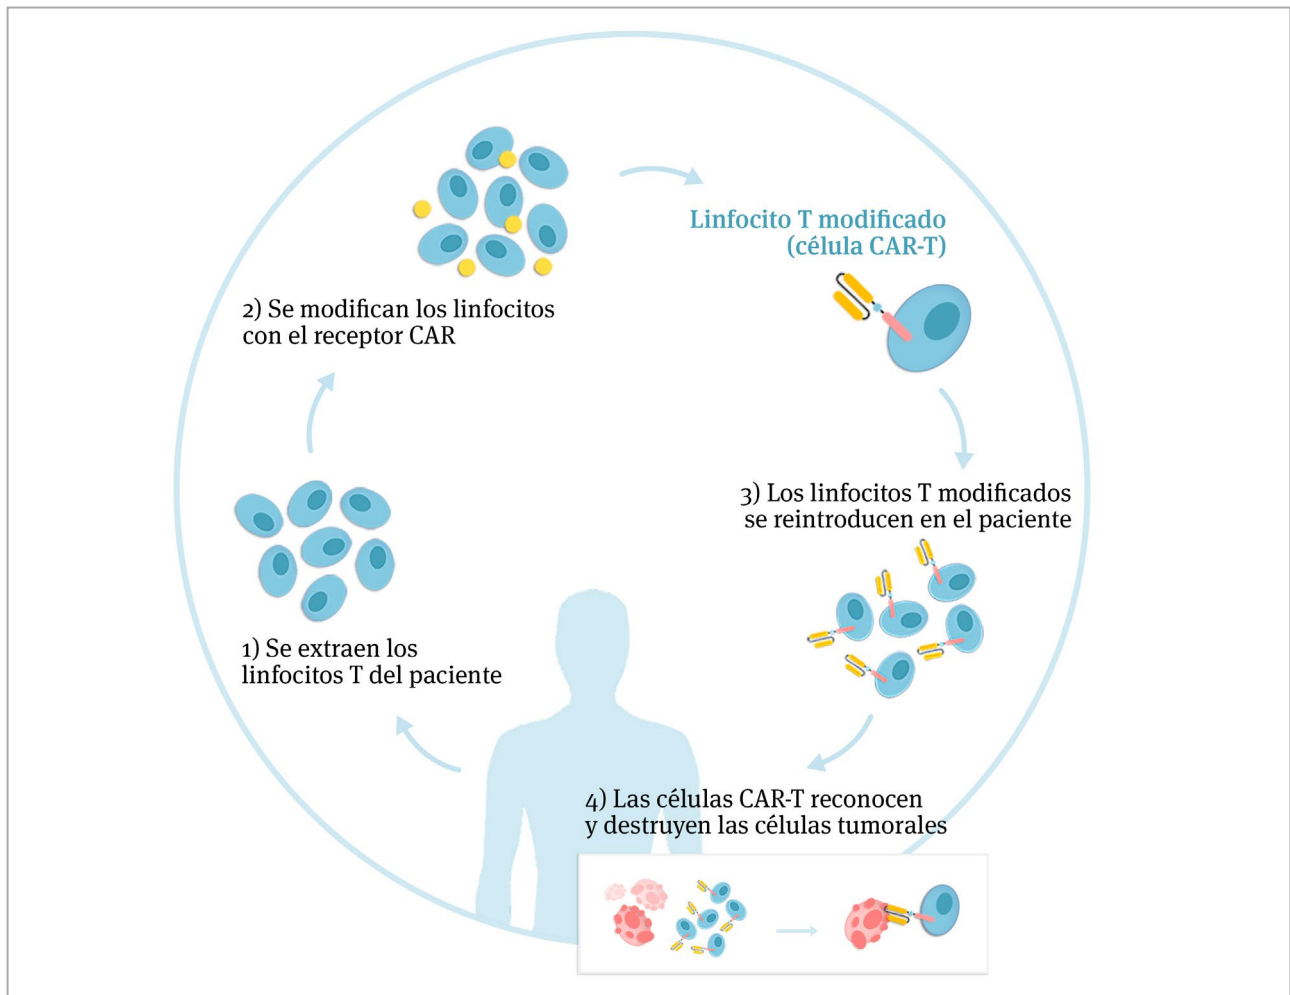 Linfocito T modificado
(célula CAR-T)
2) Se modifican los linfocitos
con el receptor CAR
3) Los linfocitos T modificados
se reintroducen en el paciente
1) Se extraen los
linfocitos T del paciente
4) Las células CAR-T reconocen
y destruyen las células tumorales